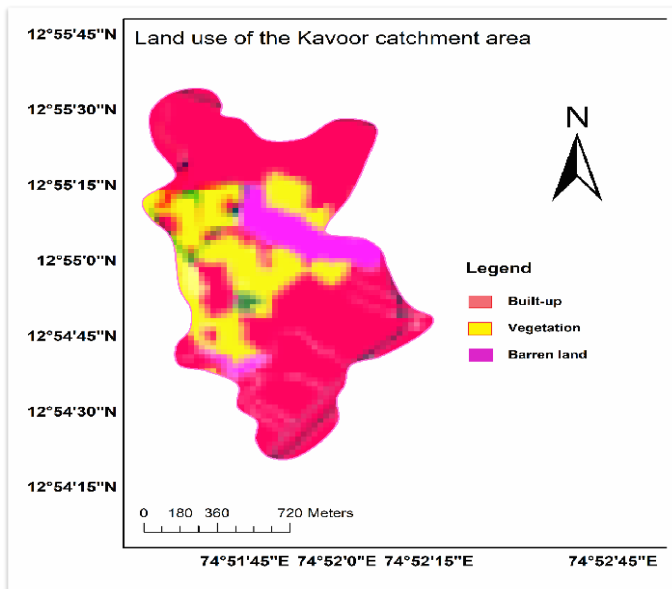 Land use of the Kavoor catchment area
12°55'45"N
12°55'30"N
12°55'15"N
12°55'0"N
12°54'45"N
12°54'30"N
12°54'15"N
N
Legend
Built-up
Vegetation
Barren land
0 180 360 720 Meters
74°51'45"E 74°52'0"E 74°52'15"E 74°52'45"E